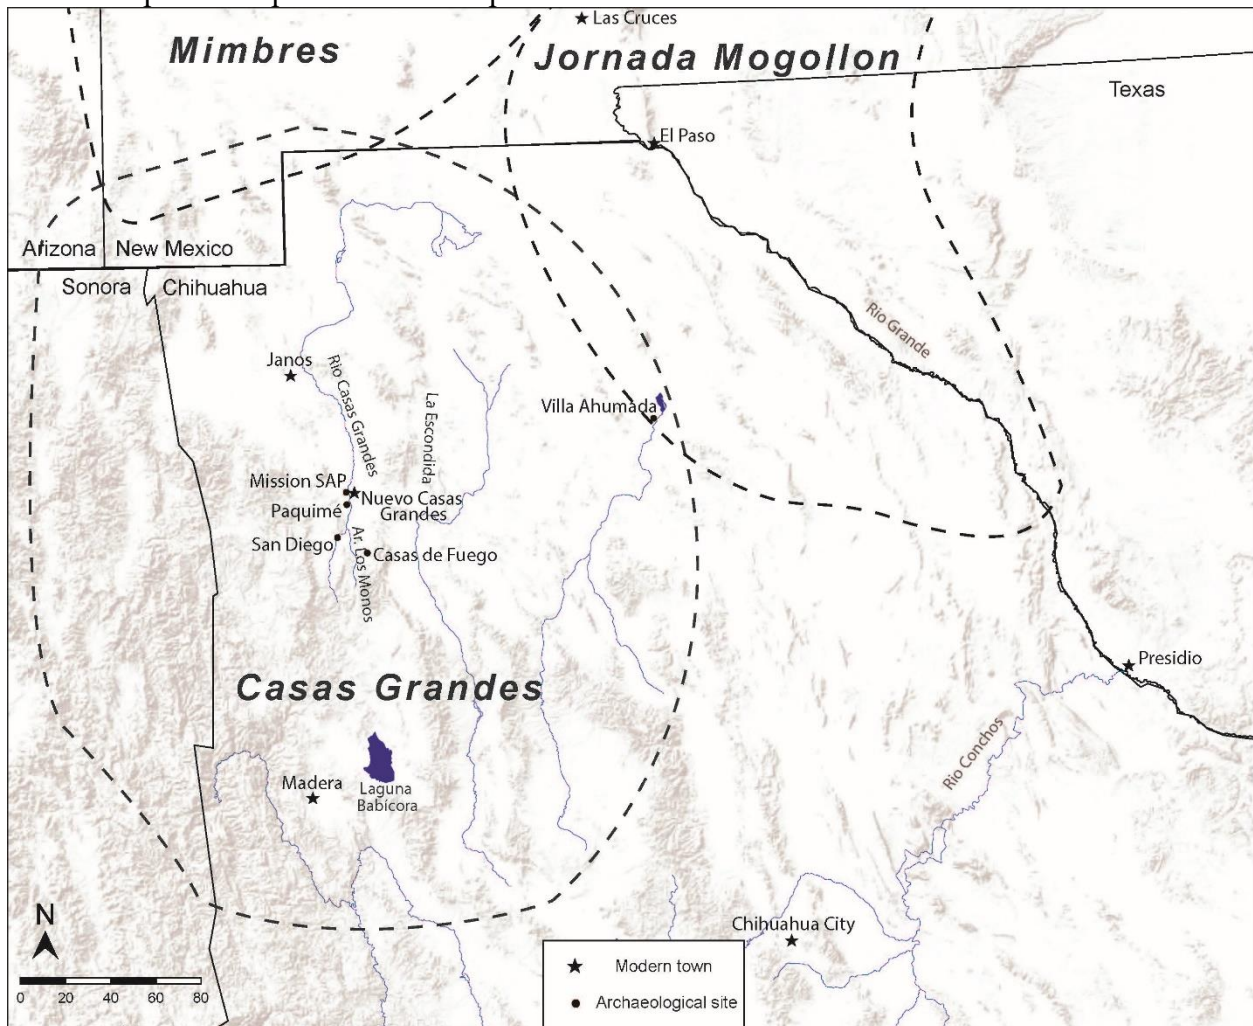 Las Cruces
Mimbres
Jornada Mogollon
Texas
El Paso
Arizona
New Mexico
Sonora
Chihuahua
Rio Grande
Janos
Rio Casas Grandes
La Escondida
Villa Ahumada
Mission SAP
Nuevo Casas
Grandes
Paquimé
San Diego
Ar. Los Monos
Casas de Fuego
Presidio
Casas Grandes
Rio Conchos
Madera
Laguna
Babícora
Chihuahua City
N
0 20 40 60 80
Modern town
Archaeological site